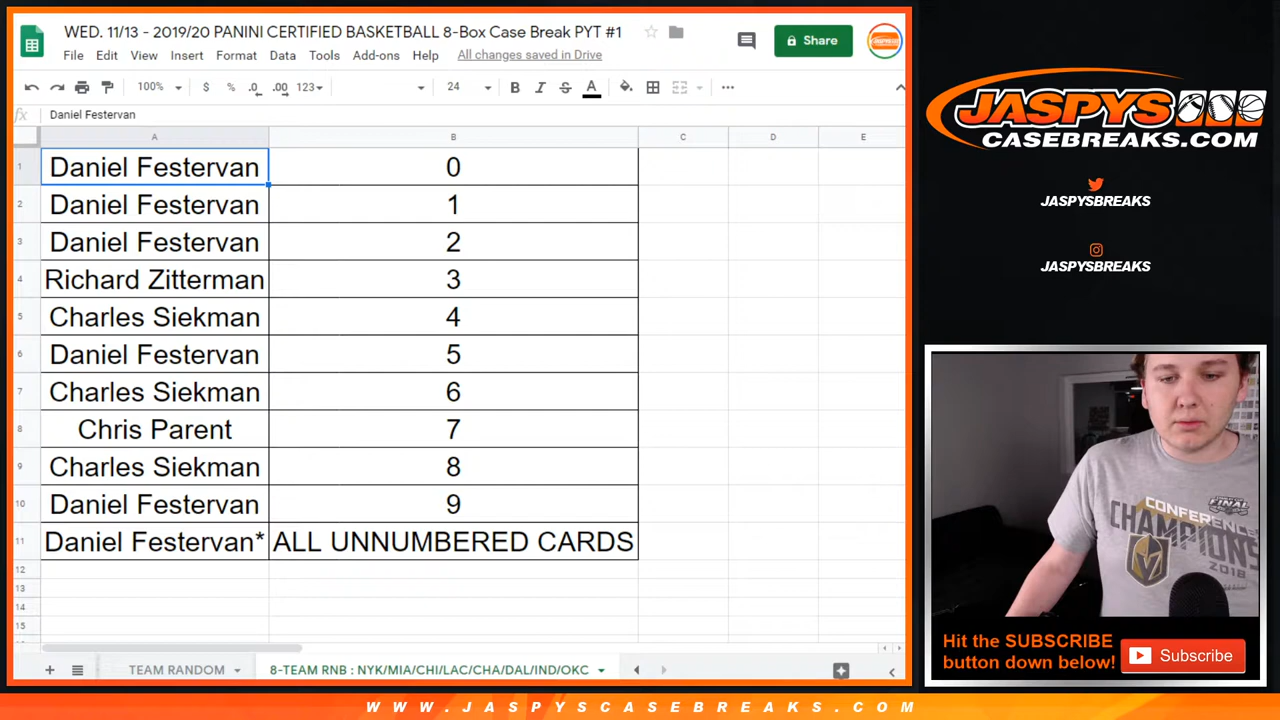 WED. 11/13 - 2019/20 PANINI CERTIFIED BASKETBALL 8-Box Case Break PYT #1
File Edit View Insert Format Data Tools Add-ons Help All changes saved in Drive
Share
100% $ % .0 .00 123 24 B I S A
fx Daniel Festervan
A B C D E
1 Daniel Festervan 0
2 Daniel Festervan 1
3 Daniel Festervan 2
4 Richard Zitterman 3
5 Charles Siekman 4
6 Daniel Festervan 5
7 Charles Siekman 6
8 Chris Parent 7
9 Charles Siekman 8
10 Daniel Festervan 9
11 Daniel Festervan* ALL UNNUMBERED CARDS
12
13
14
15
TEAM RANDOM 8-TEAM RNB : NYK/MIA/CHI/LAC/CHA/DAL/IND/OKC
JASPYS
CASEBREAKS.COM
JASPYSBREAKS
JASPYSBREAKS
CONFERENCE
CHAMPIONS
2018
Hit the SUBSCRIBE
button down below!
Subscribe
WWW.JASPYSCASEBREAKS.COM